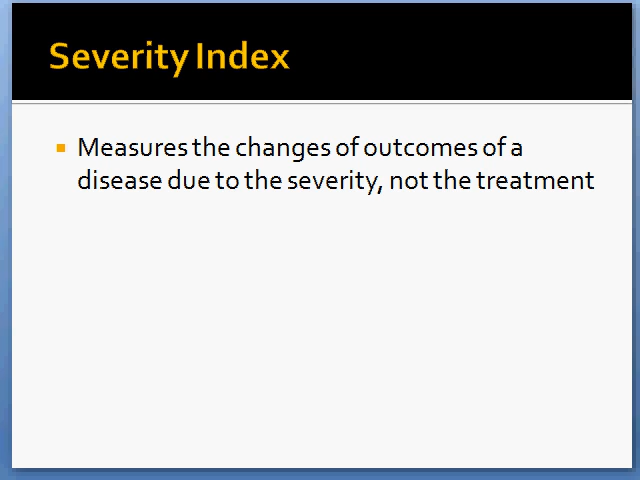 Severity Index
Measures the changes of outcomes of a
disease due to the severity, not the treatment